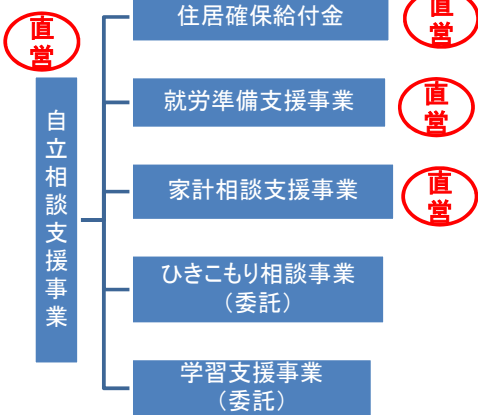 直
営
自立相談支援事業
住居確保給付金
直
営
就労準備支援事業
直
営
家計相談支援事業
直
営
ひきこもり相談事業
（委託）
学習支援事業
（委託）